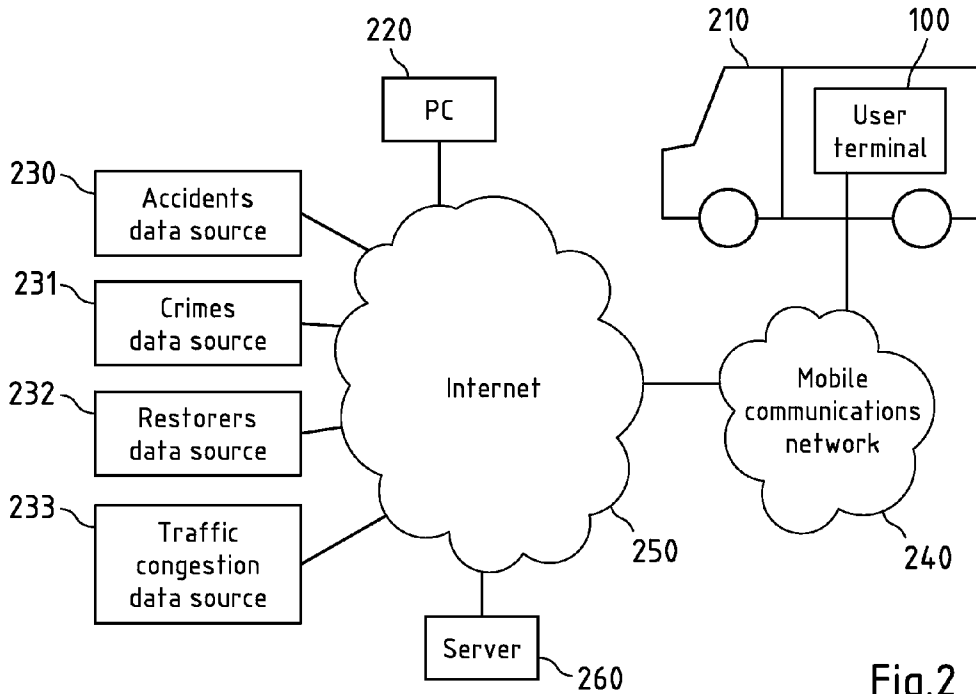 220
210
100
PC
User
terminal
230
Accidents
data source
231
Crimes
data source
232
Restorers
data source
233
Traffic
congestion
data source
Internet
Mobile
communications
network
250
240
Server
260
Fig.2